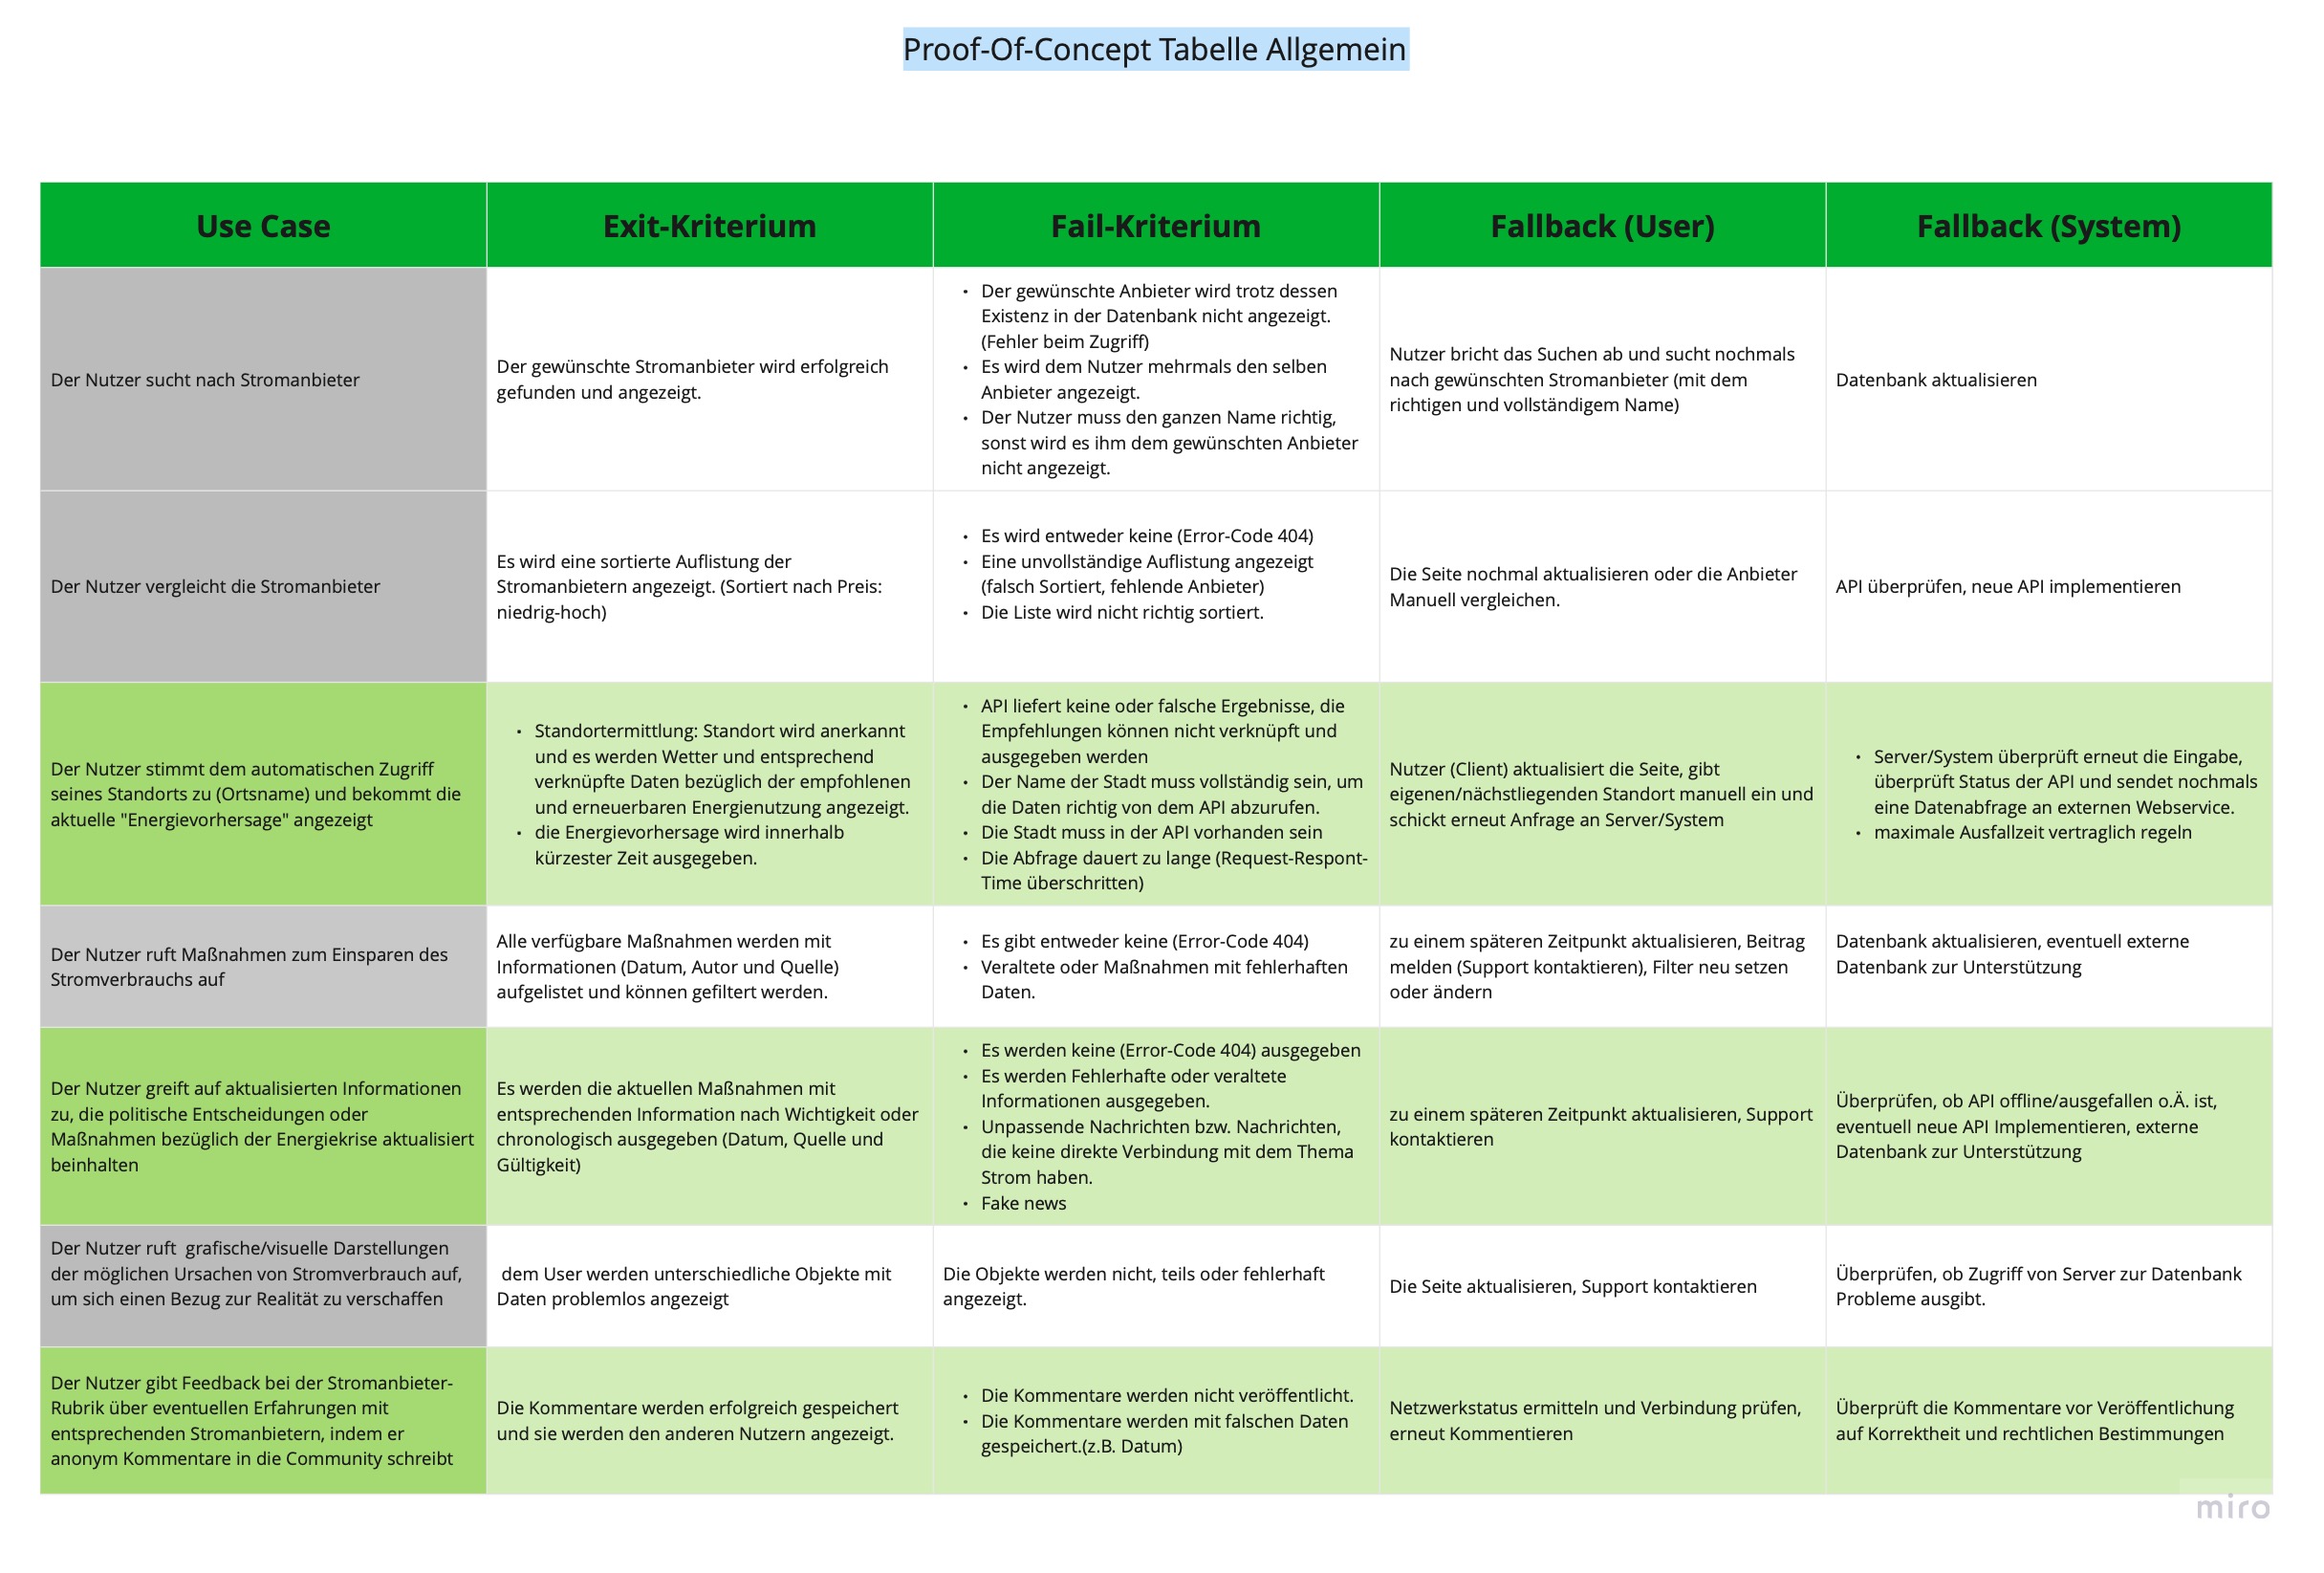 Proof-Of-Concept Tabelle Allgemein
Use Case
Exit-Kriterium
Fail-Kriterium
Fallback (User)
Fallback (System)
Der Nutzer sucht nach Stromanbieter
Der gewünschte Stromanbieter wird erfolgreich
gefunden und angezeigt.
• Der gewünschte Anbieter wird trotz dessen
Existenz in der Datenbank nicht angezeigt.
(Fehler beim Zugriff)
• Es wird dem Nutzer mehrmals den selben
Anbieter angezeigt.
• Der Nutzer muss den ganzen Name richtig,
sonst wird es ihm dem gewünschten Anbieter
nicht angezeigt.
Nutzer bricht das Suchen ab und sucht nochmals
nach gewünschten Stromanbieter (mit dem
richtigen und vollständigem Name)
Datenbank aktualisieren
Der Nutzer vergleicht die Stromanbieter
Es wird eine sortierte Auflistung der
Stromanbietern angezeigt. (Sortiert nach Preis:
niedrig-hoch)
• Es wird entweder keine (Error-Code 404)
• Eine unvollständige Auflistung angezeigt
(falsch Sortiert, fehlende Anbieter)
• Die Liste wird nicht richtig sortiert.
Die Seite nochmal aktualisieren oder die Anbieter
Manuell vergleichen.
API überprüfen, neue API implementieren
Der Nutzer stimmt dem automatischen Zugriff
seines Standorts zu (Ortsname) und bekommt die
aktuelle "Energievorhersage" angezeigt
• Standortermittlung: Standort wird anerkannt
und es werden Wetter und entsprechend
verknüpfte Daten bezüglich der empfohlenen
und erneuerbaren Energienutzung angezeigt.
• die Energievorhersage wird innerhalb
kürzester Zeit ausgegeben.
• API liefert keine oder falsche Ergebnisse, die
Empfehlungen können nicht verknüpft und
ausgegeben werden
• Der Name der Stadt muss vollständig sein, um
die Daten richtig von dem API abzurufen.
• Die Stadt muss in der API vorhanden sein
• Die Abfrage dauert zu lange (Request-Respont-
Time überschritten)
Nutzer (Client) aktualisiert die Seite, gibt
eigenen/nächstliegenden Standort manuell ein und
schickt erneut Anfrage an Server/System
• Server/System überprüft erneut die Eingabe,
überprüft Status der API und sendet nochmals
eine Datenabfrage an externen Webservice.
• maximale Ausfallzeit vertraglich regeln
Der Nutzer ruft Maßnahmen zum Einsparen des
Stromverbrauchs auf
Alle verfügbare Maßnahmen werden mit
Informationen (Datum, Autor und Quelle)
aufgelistet und können gefiltert werden.
• Es gibt entweder keine (Error-Code 404)
• Veraltete oder Maßnahmen mit fehlerhaften
Daten.
zu einem späteren Zeitpunkt aktualisieren, Beitrag
melden (Support kontaktieren), Filter neu setzen
oder ändern
Datenbank aktualisieren, eventuell externe
Datenbank zur Unterstützung
Der Nutzer greift auf aktualisierten Informationen
zu, die politische Entscheidungen oder
Maßnahmen bezüglich der Energiekrise aktualisiert
beinhalten
Es werden die aktuellen Maßnahmen mit
entsprechenden Information nach Wichtigkeit oder
chronologisch ausgegeben (Datum, Quelle und
Gültigkeit)
• Es werden keine (Error-Code 404) ausgegeben
• Es werden Fehlerhafte oder veraltete
Informationen ausgegeben.
• Unpassende Nachrichten bzw. Nachrichten,
die keine direkte Verbindung mit dem Thema
Strom haben.
• Fake news
zu einem späteren Zeitpunkt aktualisieren, Support
kontaktieren
Überprüfen, ob API offline/ausgefallen o.Ä. ist,
eventuell neue API Implementieren, externe
Datenbank zur Unterstützung
Der Nutzer ruft grafische/visuelle Darstellungen
der möglichen Ursachen von Stromverbrauch auf,
um sich einen Bezug zur Realität zu verschaffen
dem User werden unterschiedliche Objekte mit
Daten problemlos angezeigt
Die Objekte werden nicht, teils oder fehlerhaft
angezeigt.
Die Seite aktualisieren, Support kontaktieren
Überprüfen, ob Zugriff von Server zur Datenbank
Probleme ausgibt.
Der Nutzer gibt Feedback bei der Stromanbieter-
Rubrik über eventuellen Erfahrungen mit
entsprechenden Stromanbietern, indem er
anonym Kommentare in die Community schreibt
Die Kommentare werden erfolgreich gespeichert
und sie werden den anderen Nutzern angezeigt.
• Die Kommentare werden nicht veröffentlicht.
• Die Kommentare werden mit falschen Daten
gespeichert.(z.B. Datum)
Netzwerkstatus ermitteln und Verbindung prüfen,
erneut Kommentieren
Überprüft die Kommentare vor Veröffentlichung
auf Korrektheit und rechtlichen Bestimmungen
miro